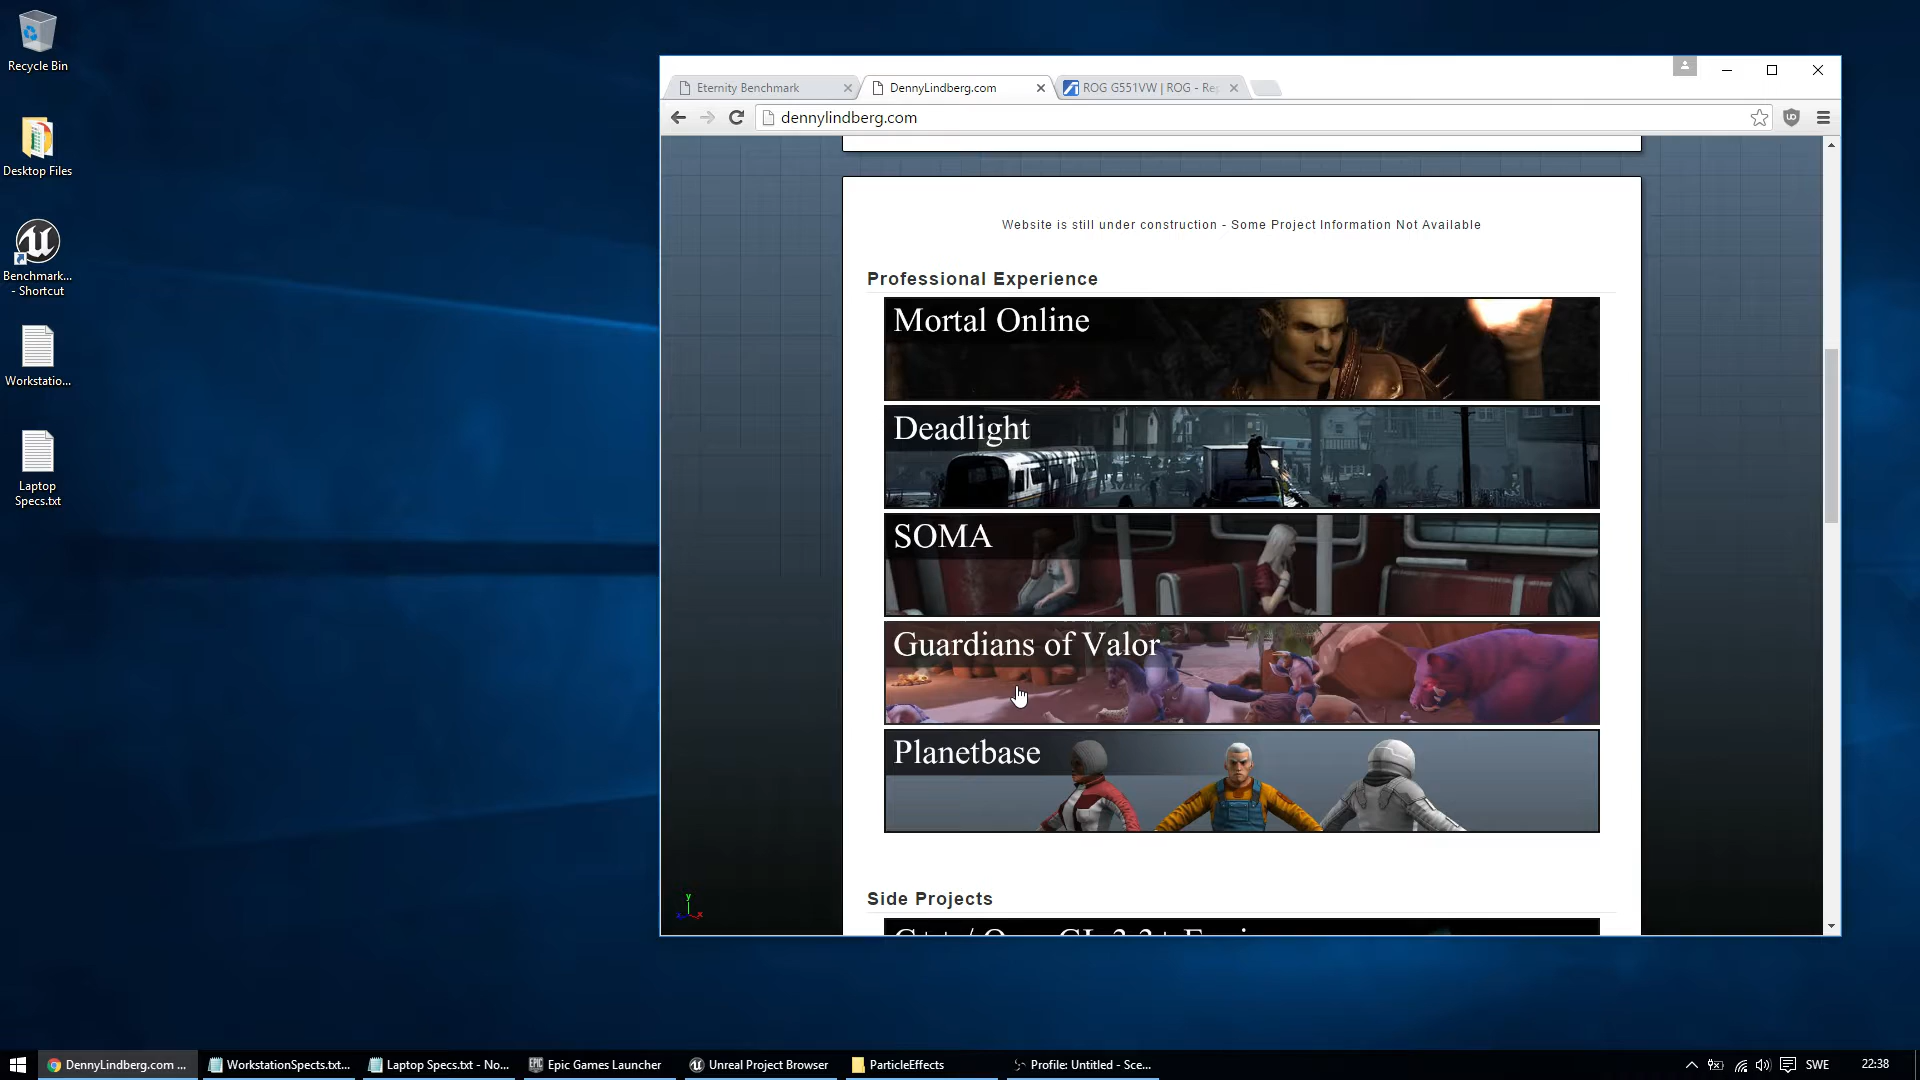 Recycle Bin
Desktop Files
Benchmark...
- Shortcut
Workstatio...
Laptop
Specs.txt
Eternity Benchmark
DennyLindberg.com
ROG G551VW | ROG - Re
dennylindberg.com
Website is still under construction - Some Project Information Not Available
Professional Experience
Mortal Online
Deadlight
SOMA
Guardians of Valor
Planetbase
Side Projects
y
x
DennyLindberg.com ...
WorkstationSpects.txt...
Laptop Specs.txt - No...
EPIC
Epic Games Launcher
Unreal Project Browser
ParticleEffects
Profile: Untitled - Sce...
SWE
22:38